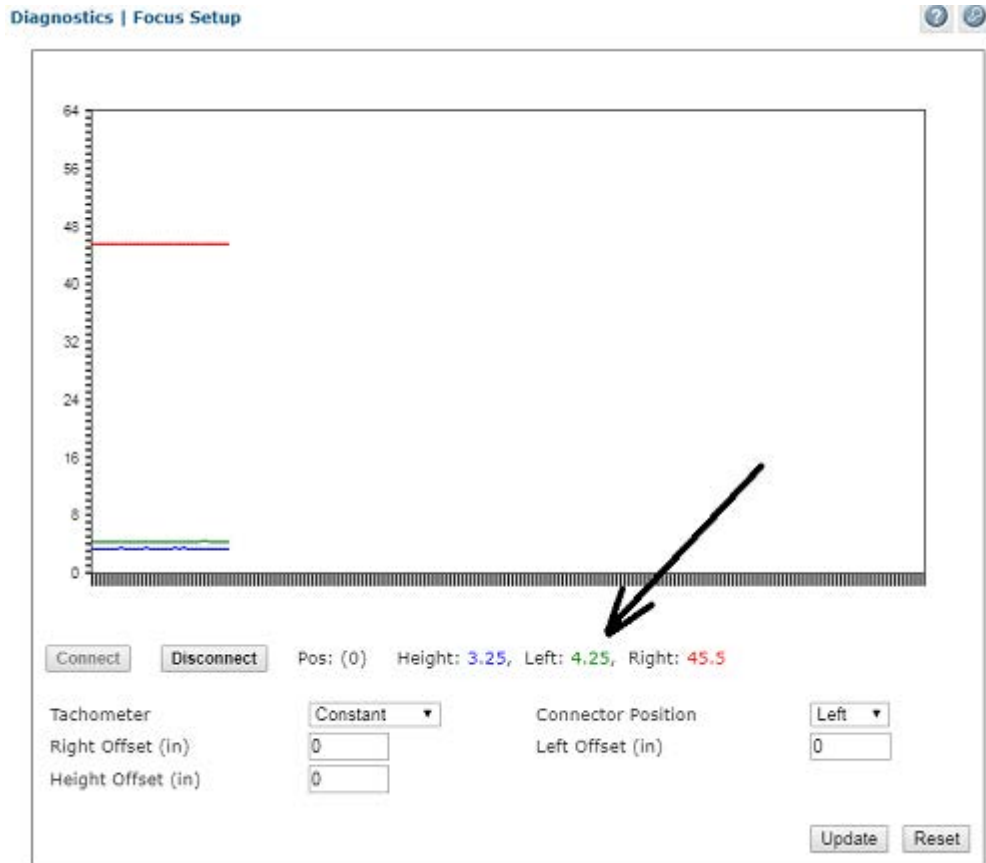 Diagnostics | Focus Setup
64
56
48
40
32
24
16
8
0
Connect Disconnect Pos: (0) Height: 3.25, Left: 4.25, Right: 45.5
Tachometer Constant Connector Position Left
Right Offset (in) 0 Left Offset (in) 0
Height Offset (in) 0
Update Reset